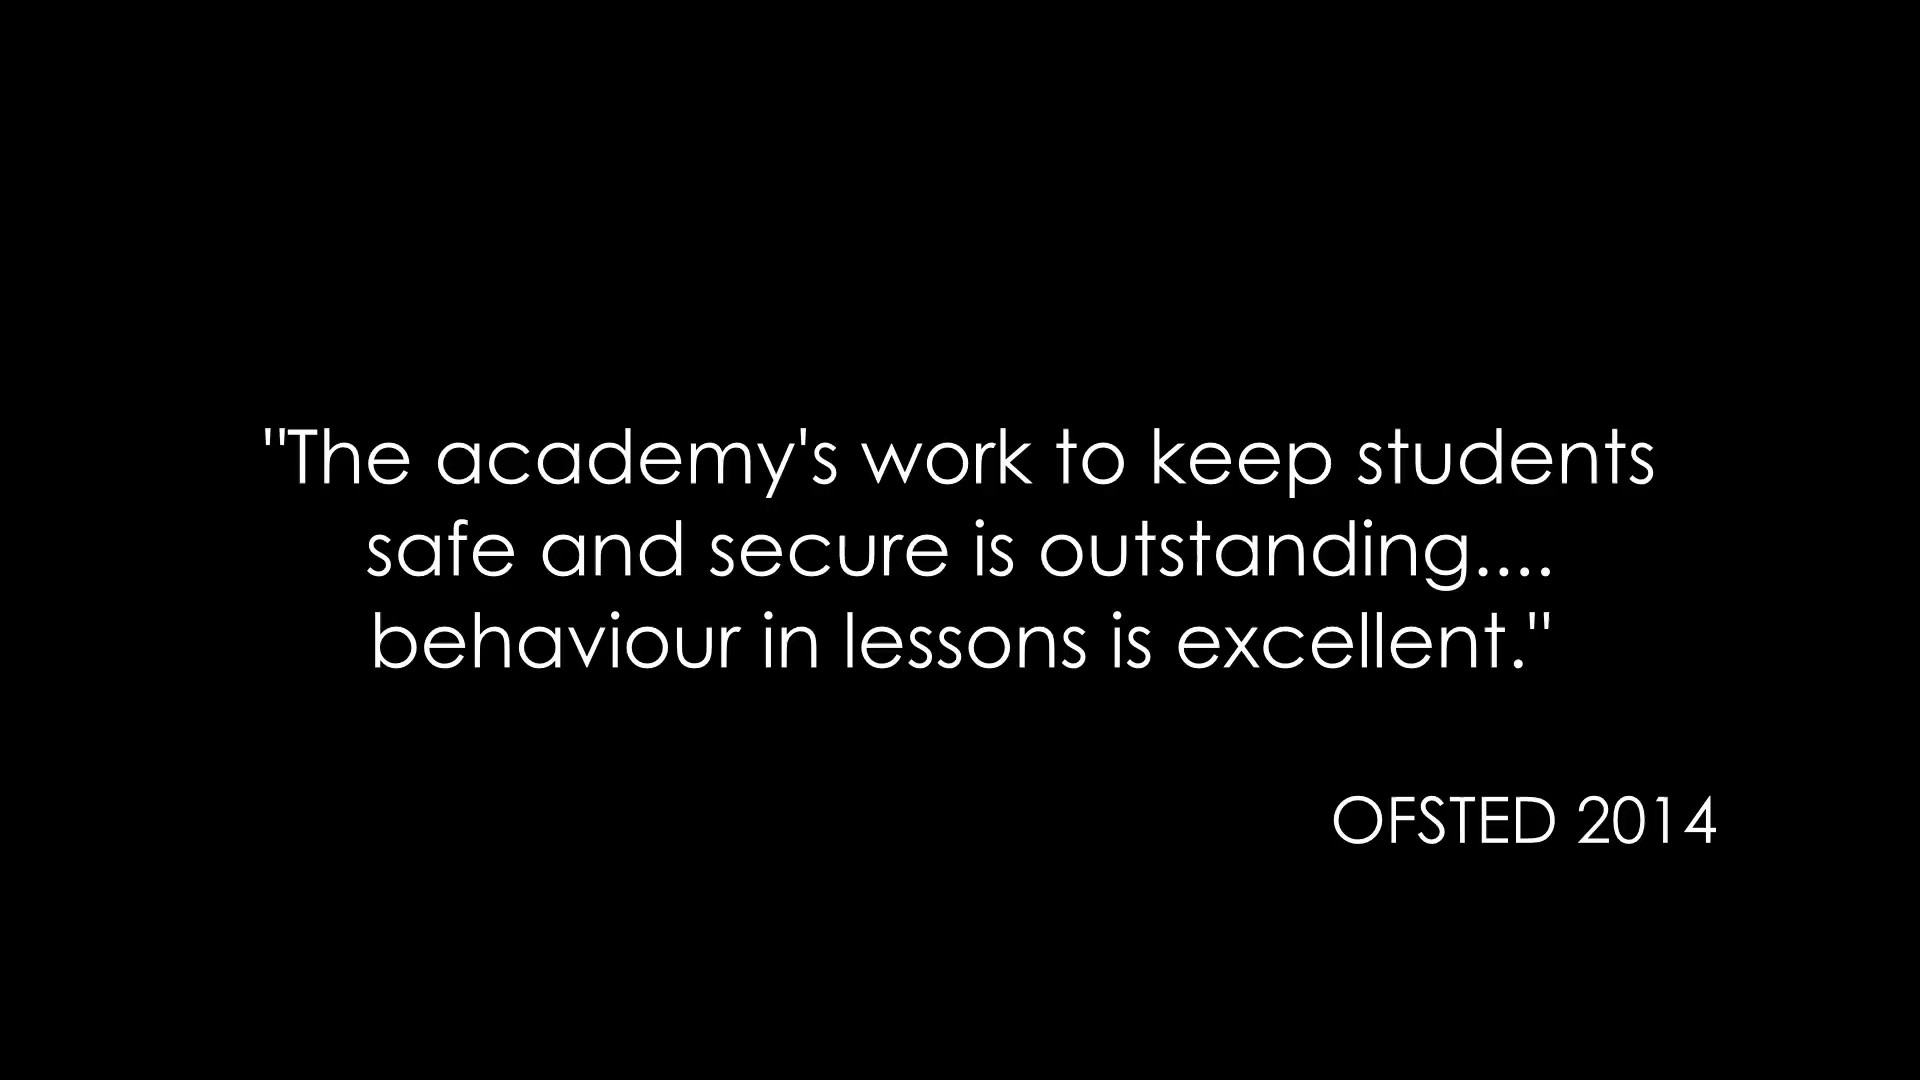 "The academy's work to keep students
safe and secure is outstanding....
behaviour in lessons is excellent."
OFSTED 2014